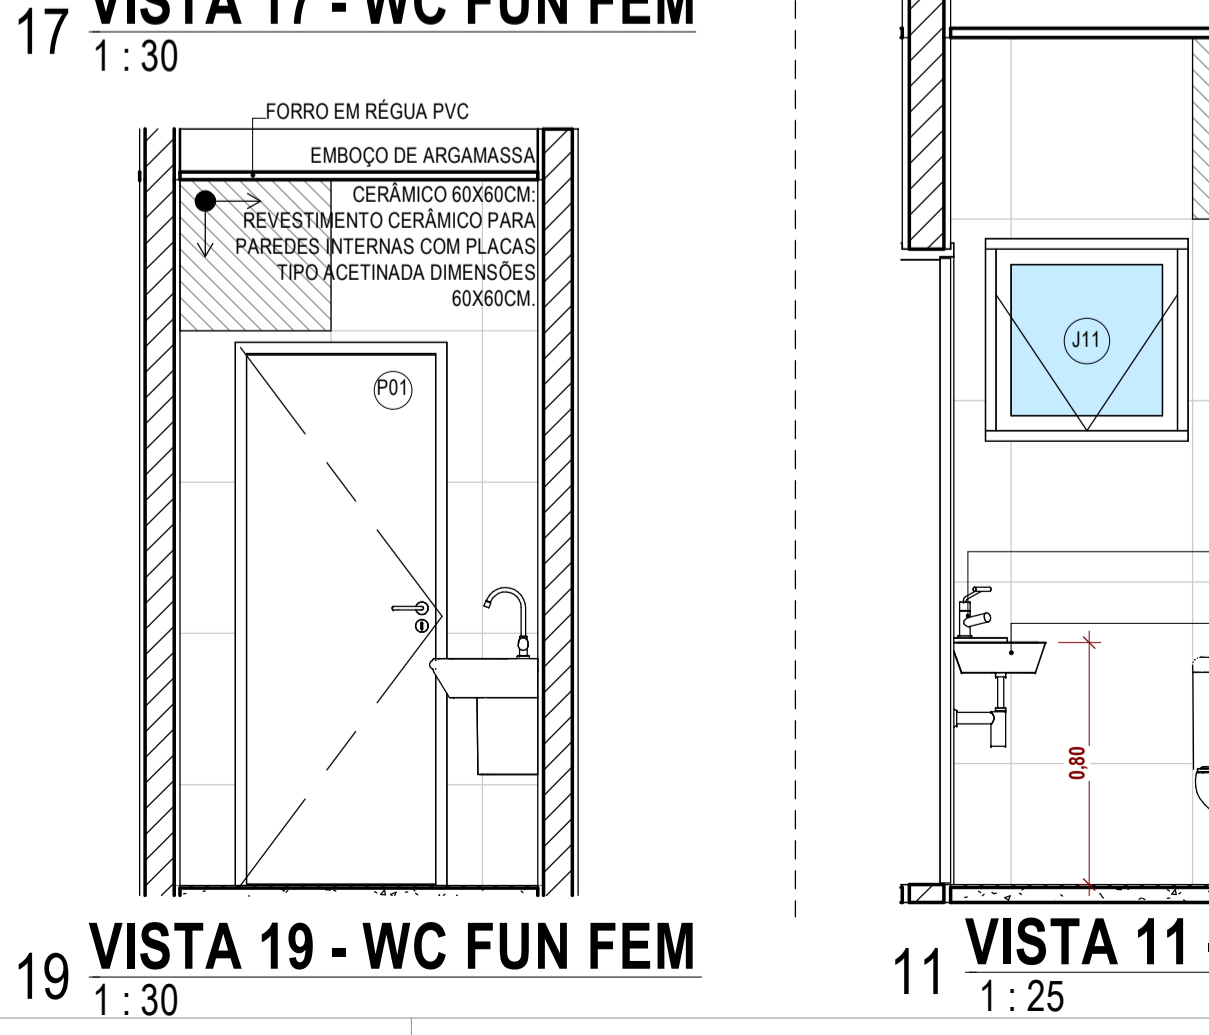 17 VISTA 17 - WC FUN FEM
1 : 30
FORRO EM RÉGUA PVC
EMBOÇO DE ARGAMASSA
CERÂMICO 60X60CM:
REVESTIMENTO CERÂMICO PARA
PAREDES INTERNAS COM PLACAS
TIPO ACETINADA DIMENSÕES
60X60CM.
P01
19 VISTA 19 - WC FUN FEM
1 : 30
J11
0,80
11 VISTA 11 -
1 : 25